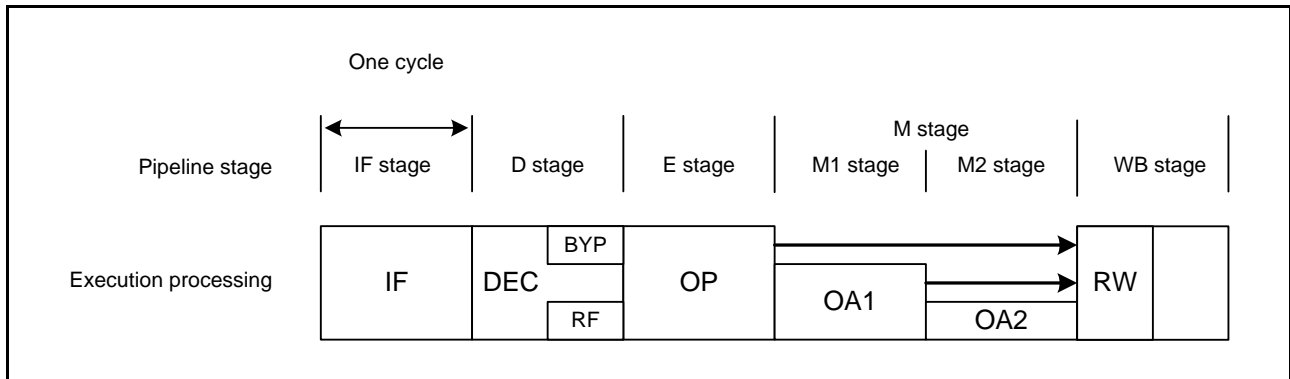 One cycle
M stage
Pipeline stage IF stage D stage E stage M1 stage M2 stage WB stage
BYP
Execution processing IF DEC OP OA1 RW
RF OA2